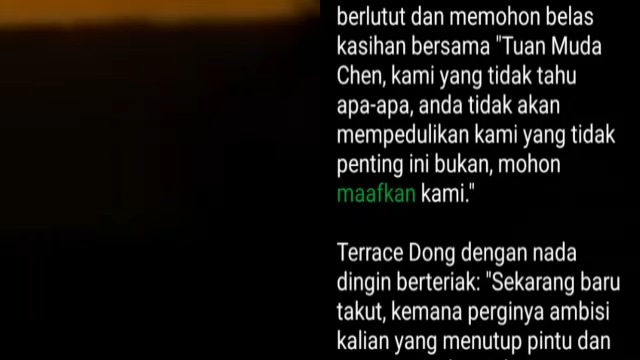 berlutut dan memohon belas
kasihan bersama "Tuan Muda
Chen, kami yang tidak tahu
apa-apa, anda tidak akan
mempedulikan kami yang tidak
penting ini bukan, mohon
maafkan kami."
Terrace Dong dengan nada
dingin berteriak: "Sekarang baru
takut, kemana perginya ambisi
kalian yang menutup pintu dan